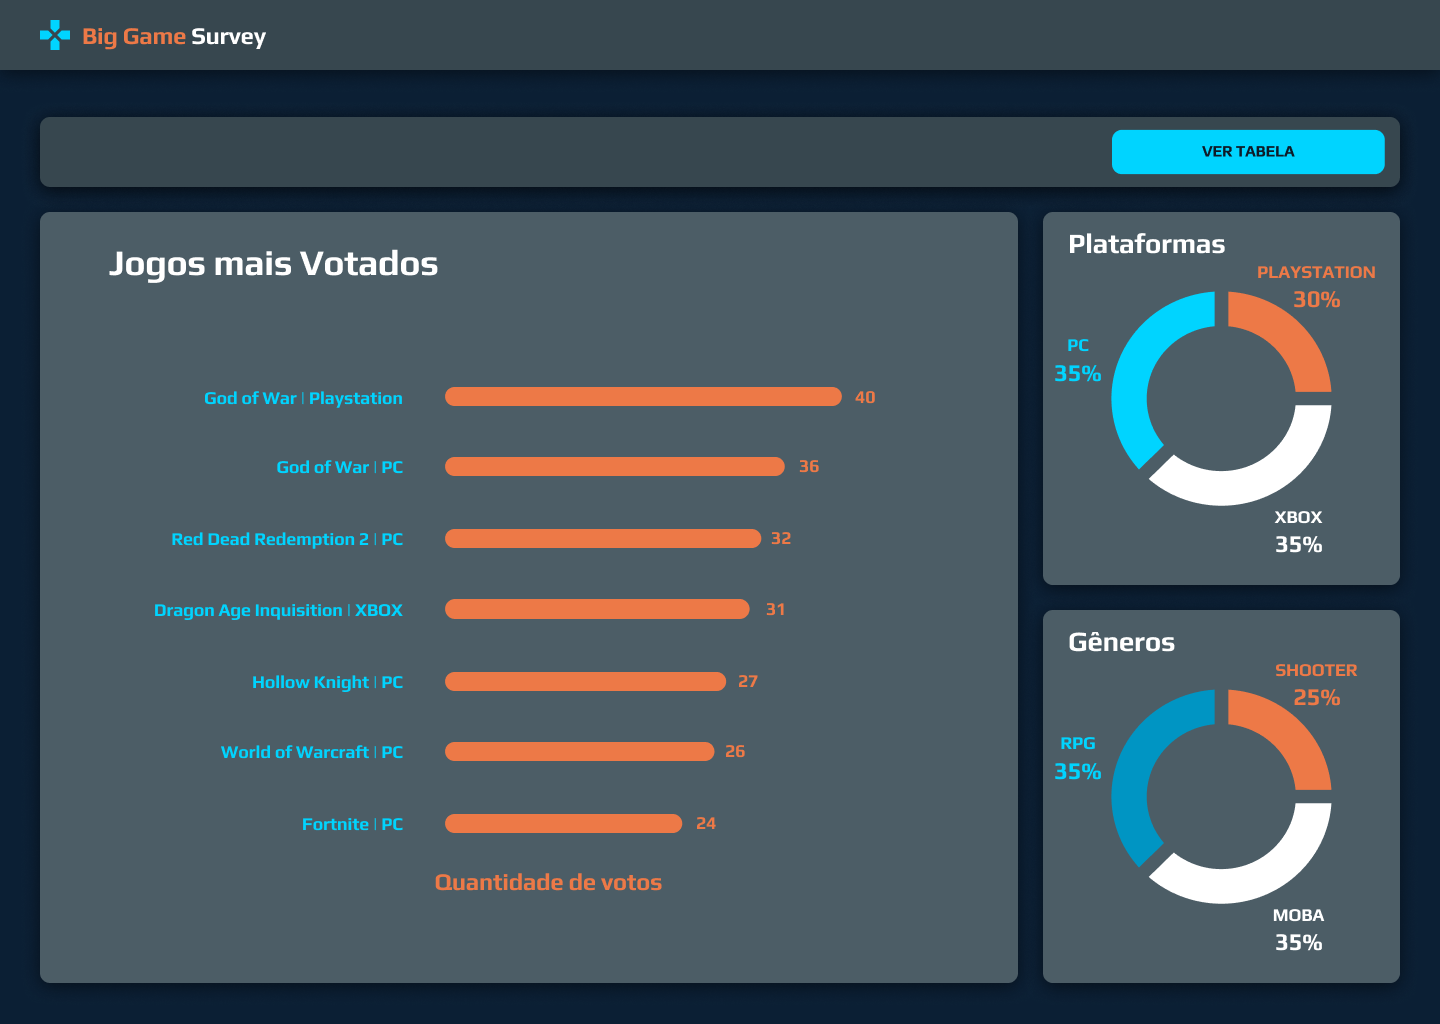 Big Game Survey
VER TABELA
Jogos mais Votados
God of War | Playstation 40
God of War | PC 36
Red Dead Redemption 2 | PC 32
Dragon Age Inquisition | XBOX 31
Hollow Knight | PC 27
World of Warcraft | PC 26
Fortnite | PC 24
Quantidade de votos
Plataformas
PLAYSTATION
30%
PC
35%
XBOX
35%
Gêneros
SHOOTER
25%
RPG
35%
MOBA
35%